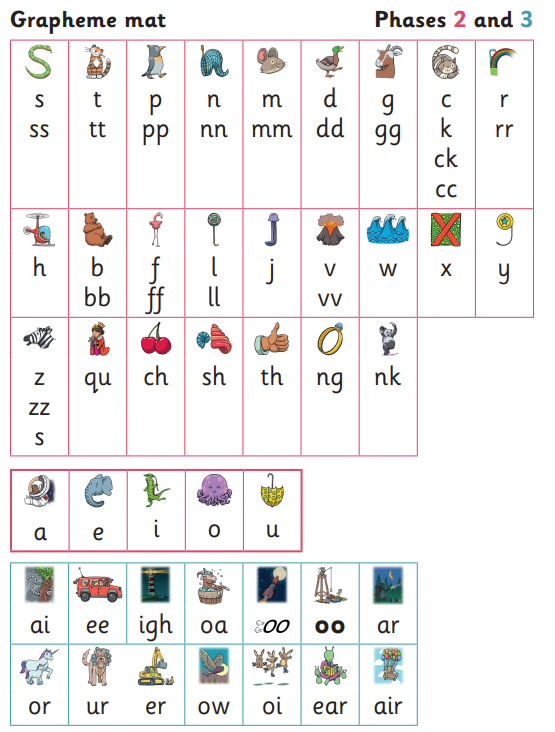 Grapheme mat Phases 2 and 3
s t p n m d g c r
ss tt pp nn mm dd gg k rr
ck
cc
h b f l j v w x y
bb ff ll vv
z qu ch sh th ng nk
zz
s
a e i o u
ai ee igh oa oo oo ar
or ur er ow oi ear air